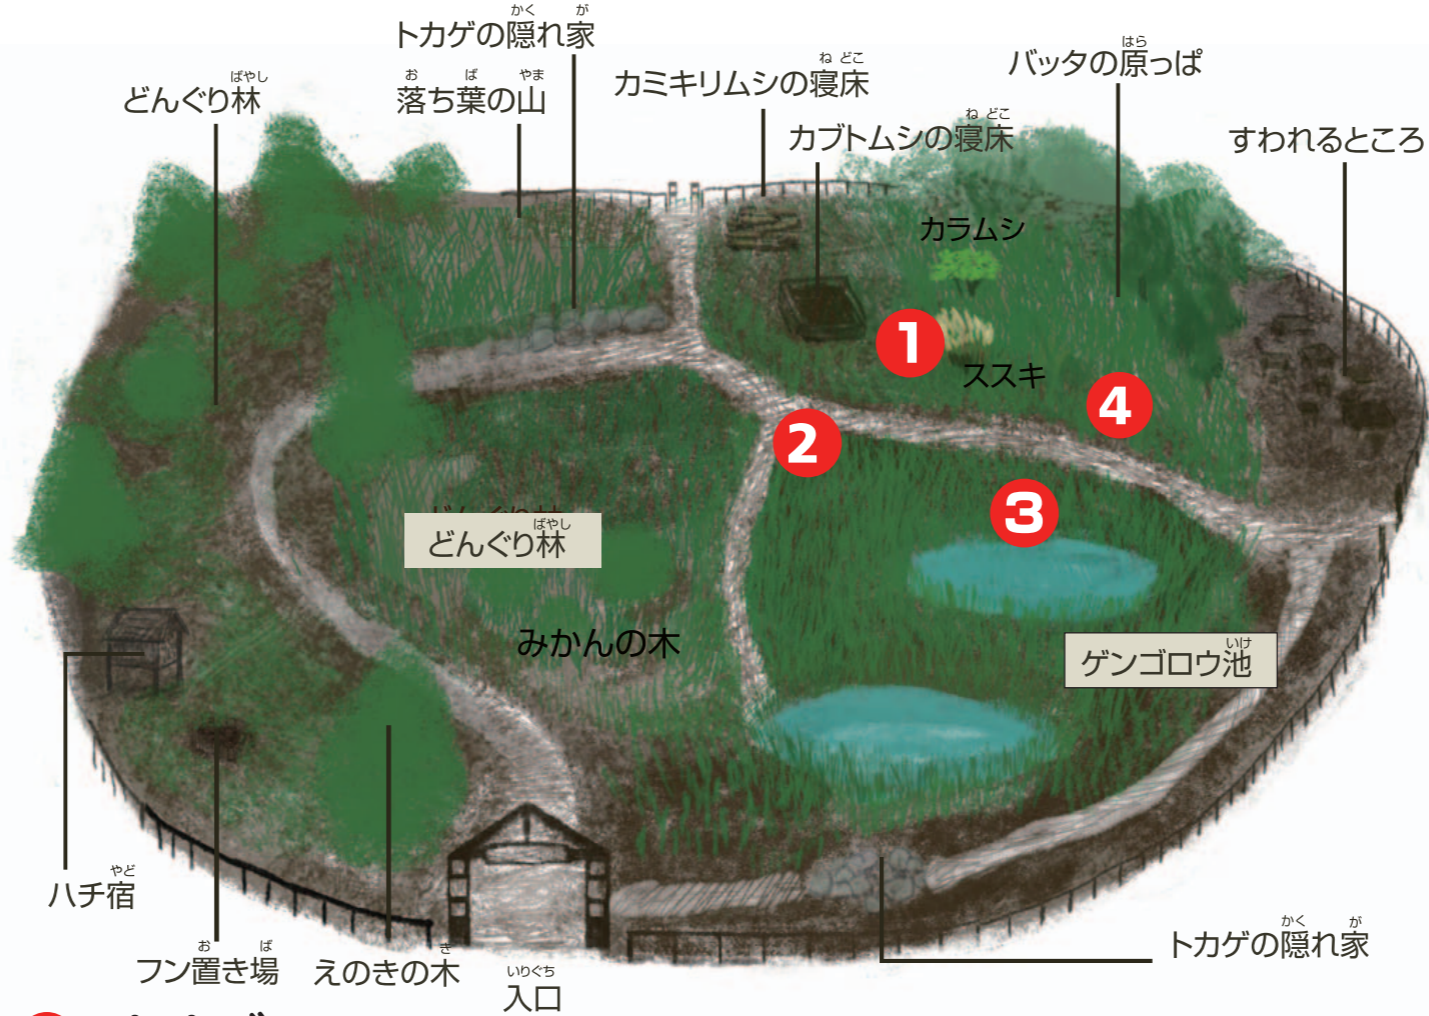 トカゲの隠れ家
どんぐり林
落ち葉の山
カミキリムシの寝床
バッタの原っぱ
カブトムシの寝床
すわれるところ
カラムシ
1
ススキ
4
2
3
どんぐり林
みかんの木
ゲンゴロウ池
ハチ宿
フン置き場
えのきの木
入口
トカゲの隠れ家